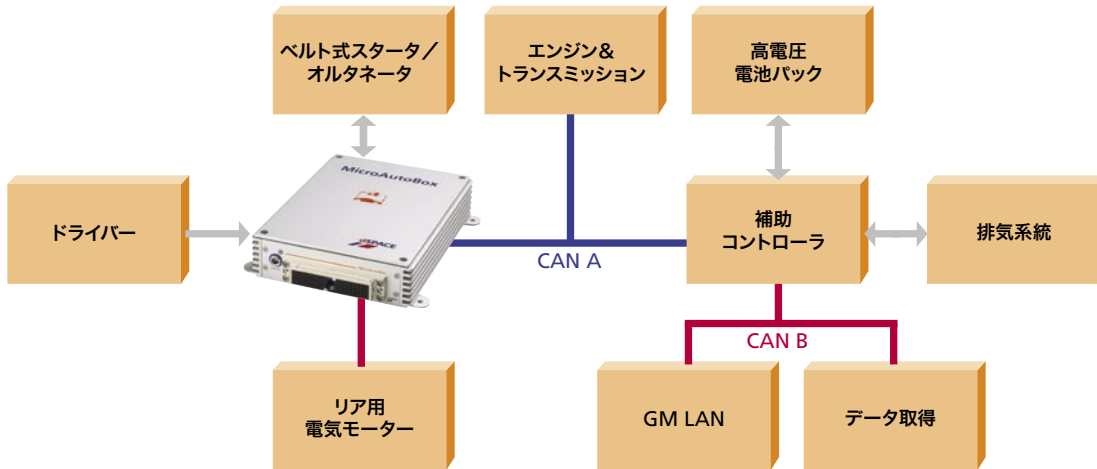 ベルト式スタータ／
オルタネータ
エンジン＆
トランスミッション
高電圧
電池パック
ドライバー
MicroAutoBox
dSPACE
CAN A
補助
コントローラ
排気系統
CAN B
リア用
電気モーター
GM LAN
データ取得